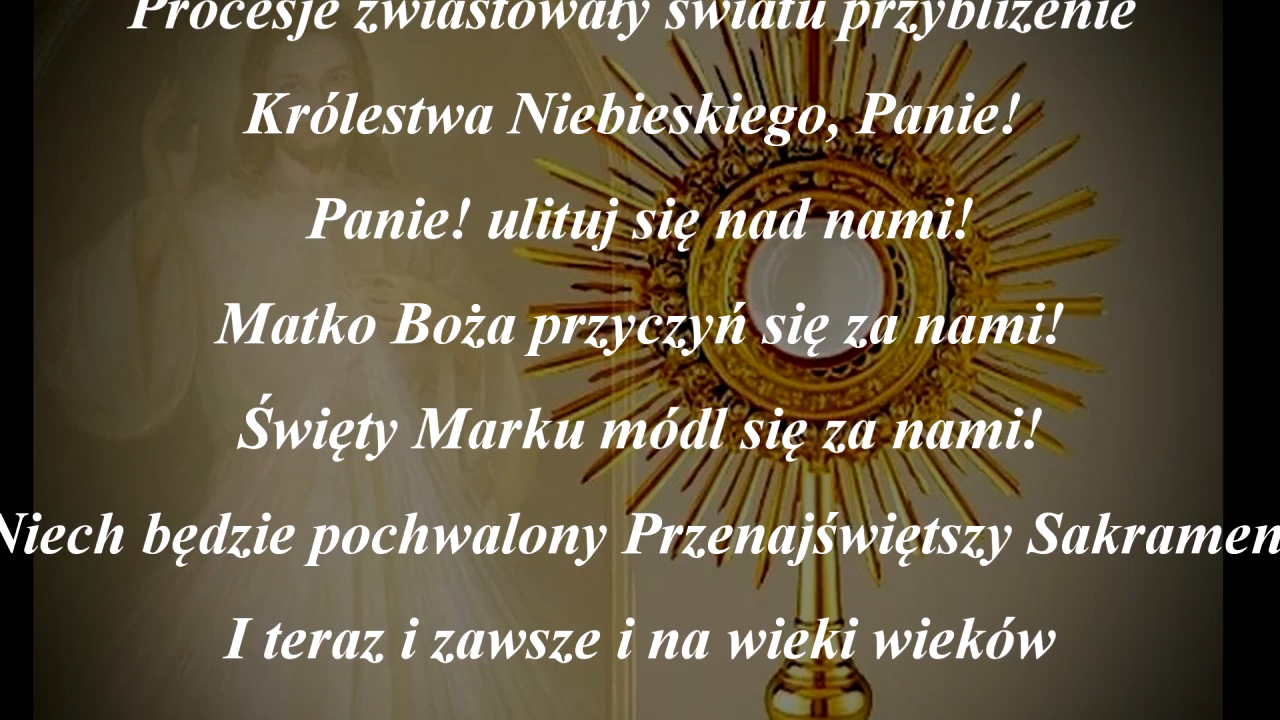 Procesje zwiastowały światu przybliżenie
Królestwa Niebieskiego, Panie!
Panie! ulituj się nad nami!
Matko Boża przyczyń się za nami!
Święty Marku módl się za nami!
Niech będzie pochwalony Przenajświętszy Sakramen
I teraz i zawsze i na wieki wieków